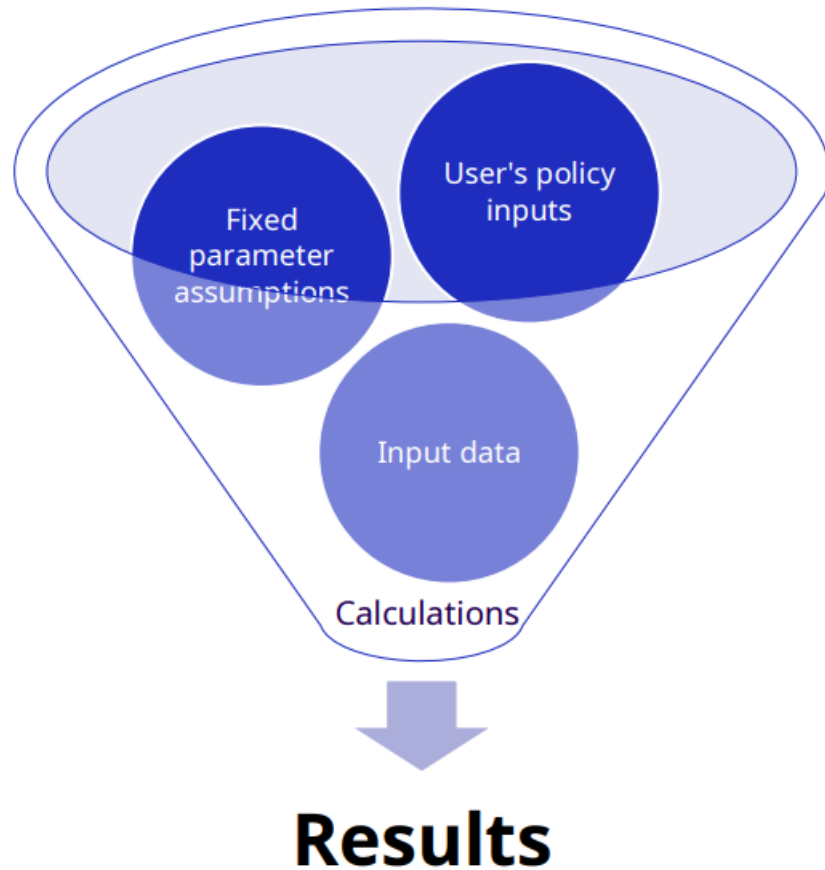 User's policy
inputs
Fixed
parameter
assumptions
Input data
Calculations
Results